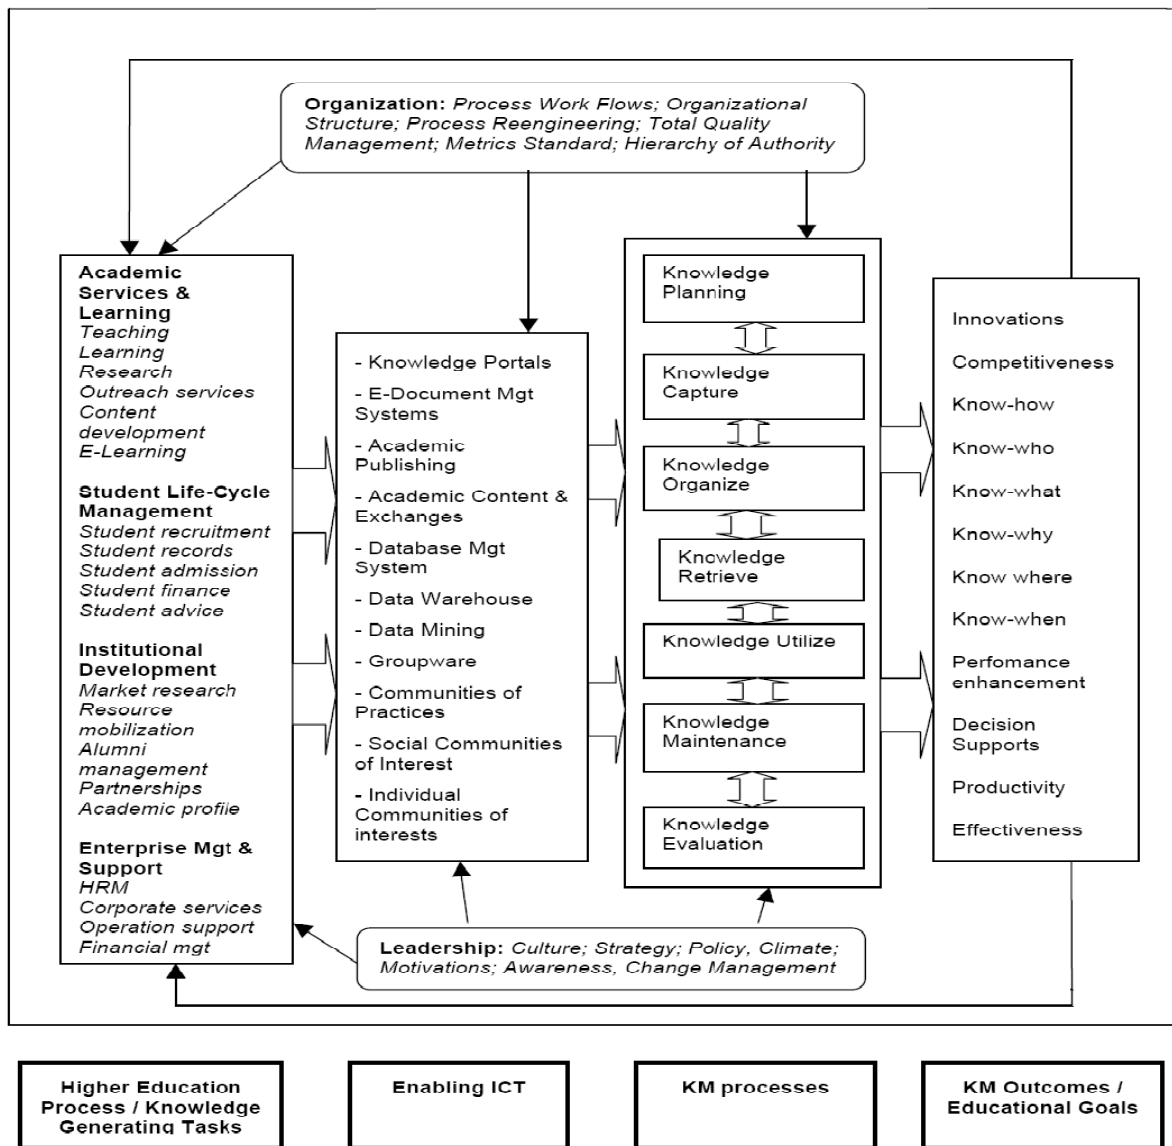 Organization: Process Work Flows; Organizational
Structure; Process Reengineering; Total Quality
Management; Metrics Standard; Hierarchy of Authority
Academic
Services &
Learning
Teaching
Learning
Research
Outreach services
Content
development
E-Learning
Student Life-Cycle
Management
Student recruitment
Student records
Student admission
Student finance
Student advice
Institutional
Development
Market research
Resource
mobilization
Alumni
management
Partnerships
Academic profile
Enterprise Mgt &
Support
HRM
Corporate services
Operation support
Financial mgt
- Knowledge Portals
- E-Document Mgt
Systems
- Academic
Publishing
- Academic Content &
Exchanges
- Database Mgt
System
- Data Warehouse
- Data Mining
- Groupware
- Communities of
Practices
- Social Communities
of Interest
- Individual
Communities of
interests
Knowledge
Planning
Knowledge
Capture
Knowledge
Organize
Knowledge
Retrieve
Knowledge Utilize
Knowledge
Maintenance
Knowledge
Evaluation
Innovations
Competitiveness
Know-how
Know-who
Know-what
Know-why
Know where
Know-when
Perfomance
enhancement
Decision
Supports
Productivity
Effectiveness
Leadership: Culture; Strategy; Policy, Climate;
Motivations; Awareness, Change Management
Higher Education
Process / Knowledge
Generating Tasks
Enabling ICT
KM processes
KM Outcomes /
Educational Goals